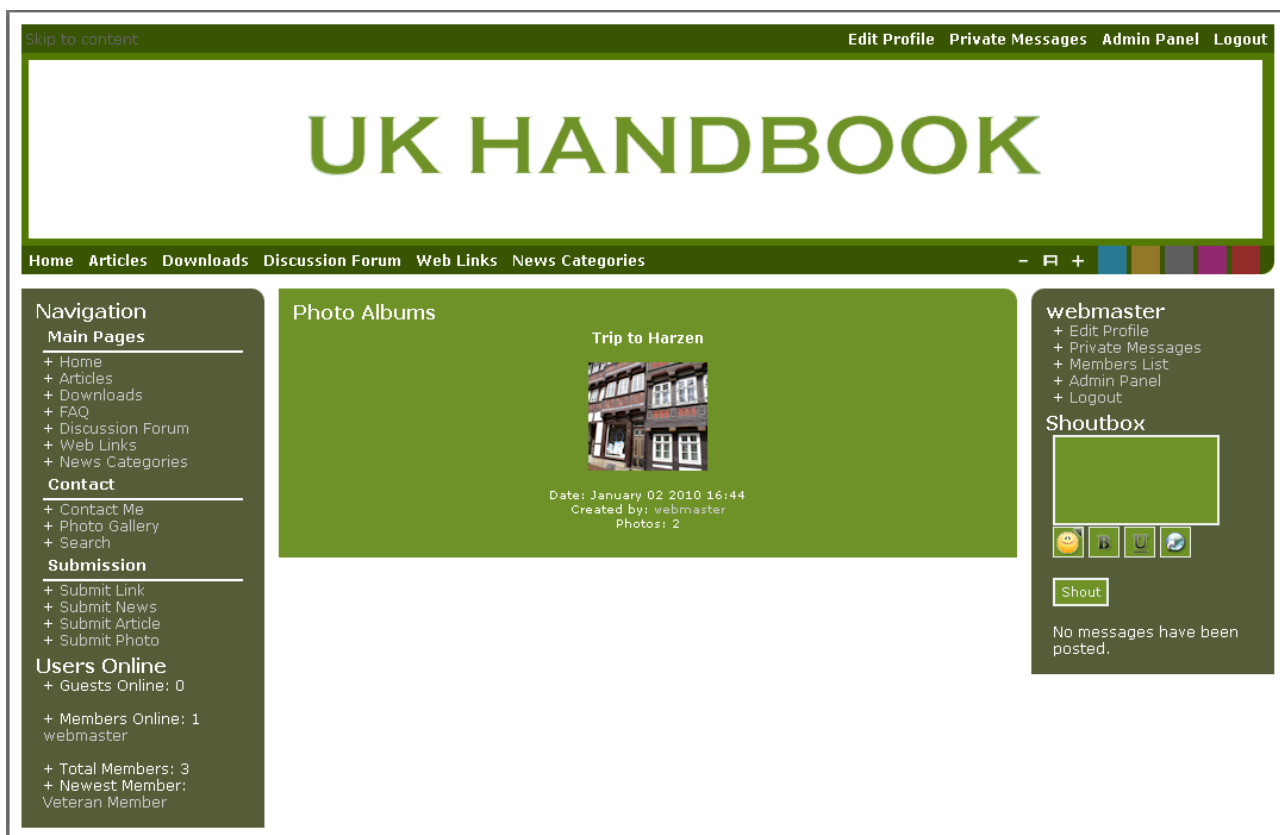 Skip to content
Edit Profile Private Messages Admin Panel Logout
UK HANDBOOK
Home Articles Downloads Discussion Forum Web Links News Categories
- A +
Navigation
Main Pages
+ Home
+ Articles
+ Downloads
+ FAQ
+ Discussion Forum
+ Web Links
+ News Categories
Contact
+ Contact Me
+ Photo Gallery
+ Search
Submission
+ Submit Link
+ Submit News
+ Submit Article
+ Submit Photo
Users Online
+ Guests Online: 0
+ Members Online: 1
webmaster
+ Total Members: 3
+ Newest Member:
Veteran Member
Photo Albums
Trip to Harzen
Date: January 02 2010 16:44
Created by: webmaster
Photos: 2
webmaster
+ Edit Profile
+ Private Messages
+ Members List
+ Admin Panel
+ Logout
Shoutbox
B U
Shout
No messages have been
posted.